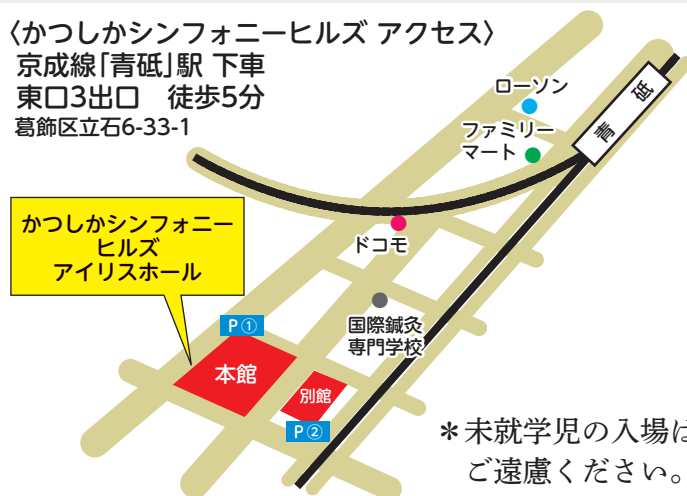 〈かつしかシンフォニーヒルズ アクセス〉
京成線「青砥」駅 下車
東口3出口　徒歩5分
葛飾区立石6-33-1
ローソン
青砥
ファミリー
マート
かつしかシンフォニー
ヒルズ
アイリスホール
ドコモ
P①
国際鍼灸
専門学校
本館
別館
P②
＊未就学児の入場は
ご遠慮ください。